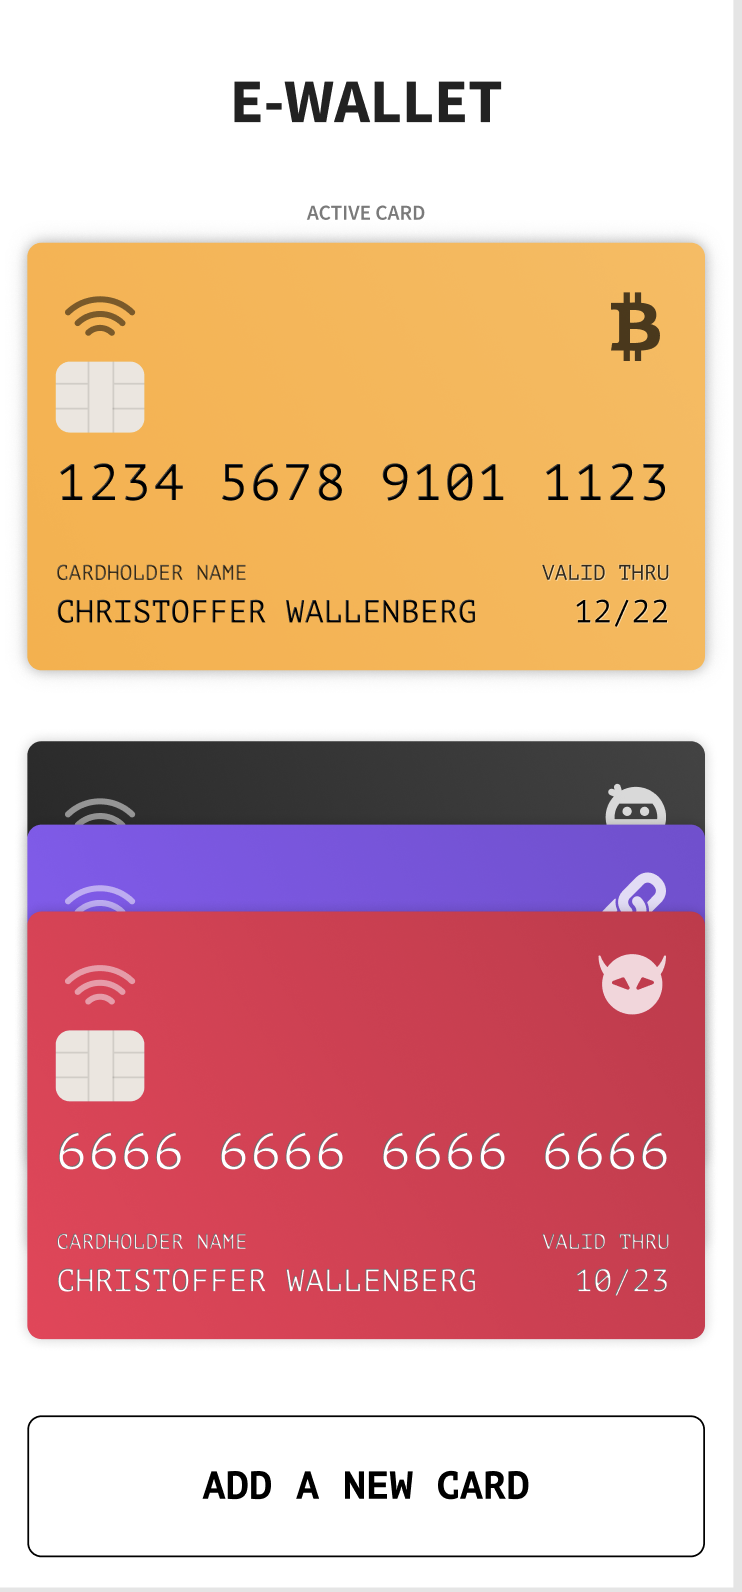 E-WALLET
ACTIVE CARD
1234 5678 9101 1123
CARDHOLDER NAME VALID THRU
CHRISTOFFER WALLENBERG 12/22
6666 6666 6666 6666
CARDHOLDER NAME VALID THRU
CHRISTOFFER WALLENBERG 10/23
ADD A NEW CARD